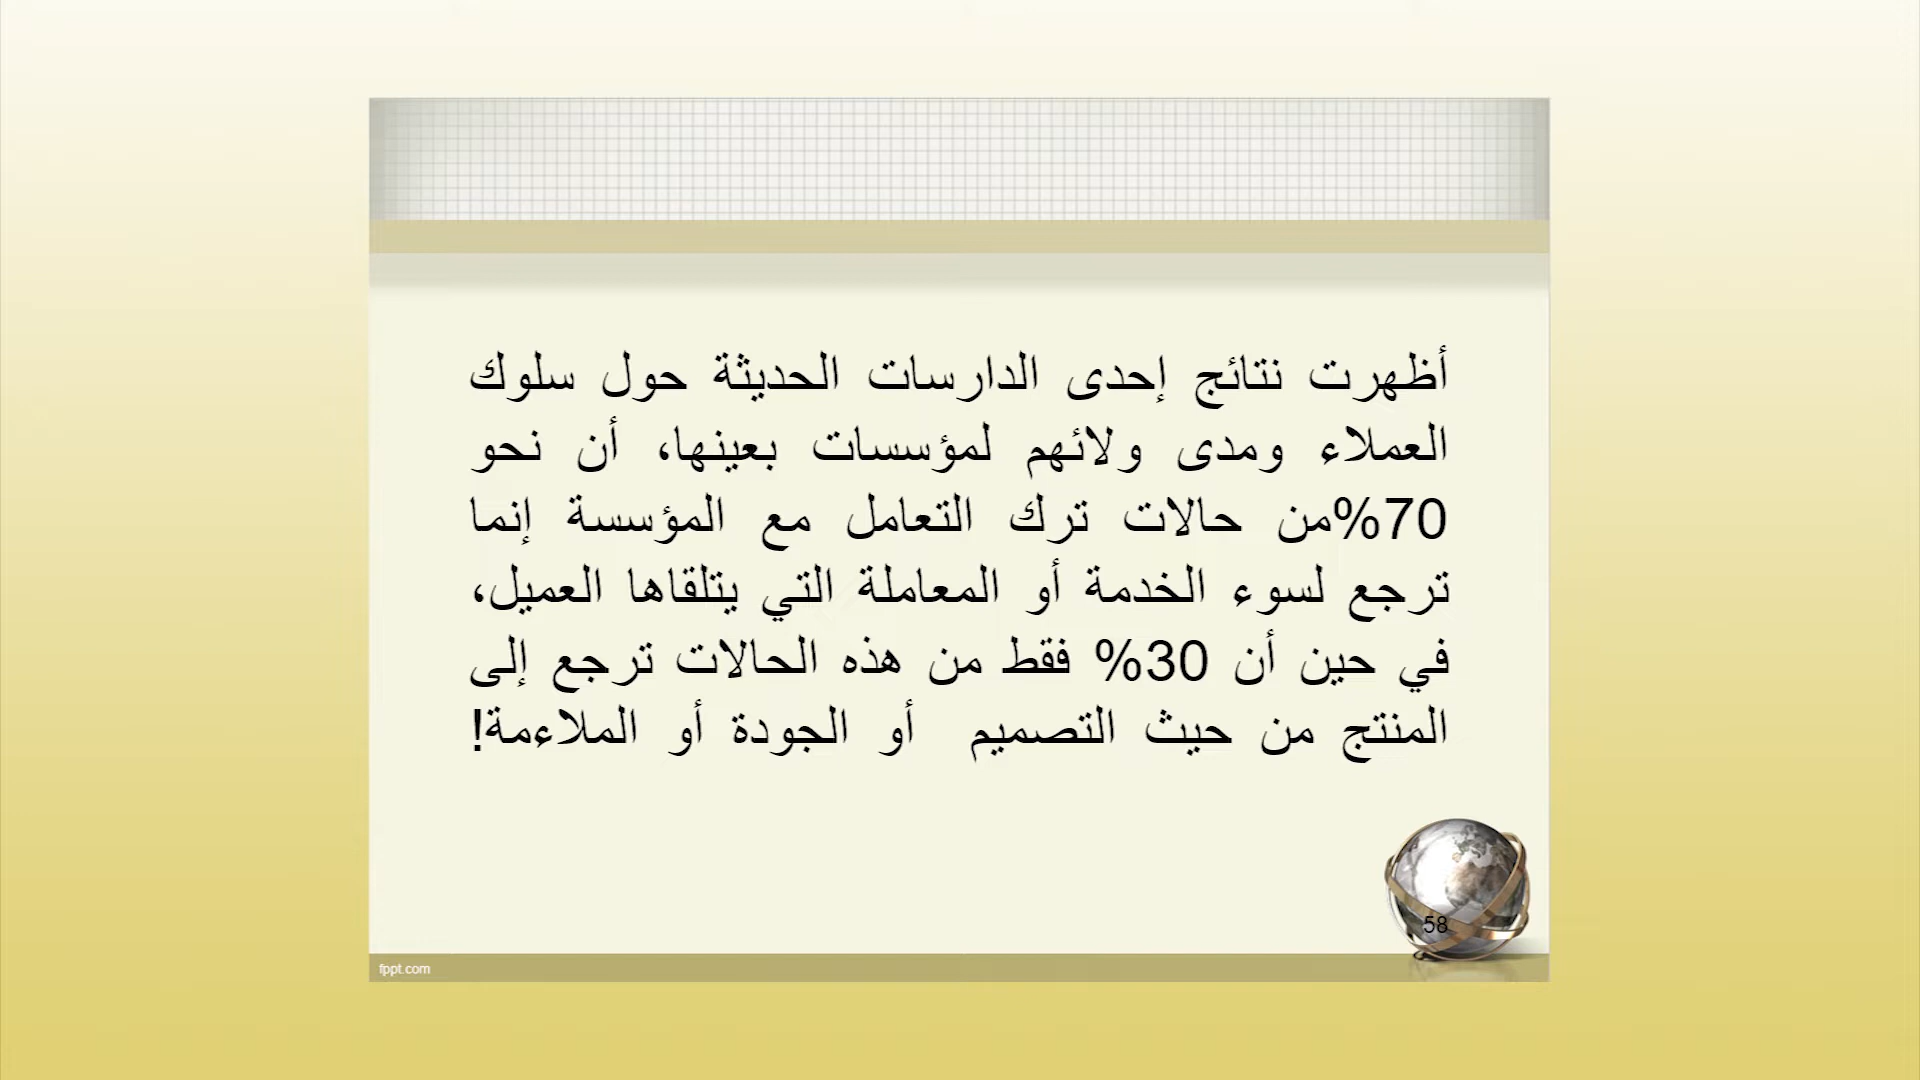 أظهرت نتائج إحدى الدارسات الحديثة حول سلوك
العملاء ومدى ولائهم لمؤسسات بعينها، أن نحو
70%من حالات ترك التعامل مع المؤسسة إنما
ترجع لسوء الخدمة أو المعاملة التي يتلقاها العميل،
في حين أن 30% فقط من هذه الحالات ترجع إلى
المنتج من حيث التصميم أو الجودة أو الملاءمة!
58
fppt.com